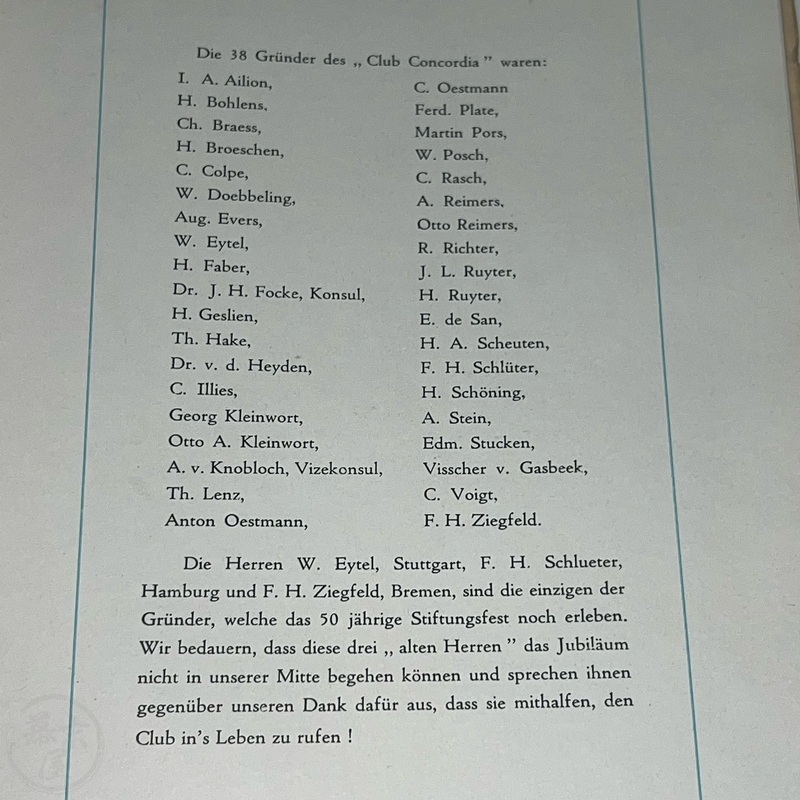 Die 38 Gründer des „ Club Concordia ” waren:
I. A. Ailion,
H. Bohlens,
Ch. Braess,
H. Broeschen,
C. Colpe,
W. Doebbeling,
Aug. Evers,
W. Eytel,
H. Faber,
Dr. J. H. Focke, Konsul,
H. Geslien,
Th. Hake,
Dr. v. d. Heyden,
C. Illies,
Georg Kleinwort,
Otto A. Kleinwort,
A. v. Knobloch, Vizekonsul,
Th. Lenz,
Anton Oestmann,
C. Oestmann
Ferd. Plate,
Martin Pors,
W. Posch,
C. Rasch,
A. Reimers,
Otto Reimers,
R. Richter,
J. L. Ruyter,
H. Ruyter,
E. de San,
H. A. Scheuten,
F. H. Schlüter,
H. Schöning,
A. Stein,
Edm. Stucken,
Visscher v. Gasbeek,
C. Voigt,
F. H. Ziegfeld.
Die Herren W. Eytel, Stuttgart, F. H. Schlueter,
Hamburg und F. H. Ziegfeld, Bremen, sind die einzigen der
Gründer, welche das 50 jährige Stiftungsfest noch erleben.
Wir bedauern, dass diese drei „ alten Herren ” das Jubiläum
nicht in unserer Mitte begehen können und sprechen ihnen
gegenüber unseren Dank dafür aus, dass sie mithalfen, den
Club in's Leben zu rufen !